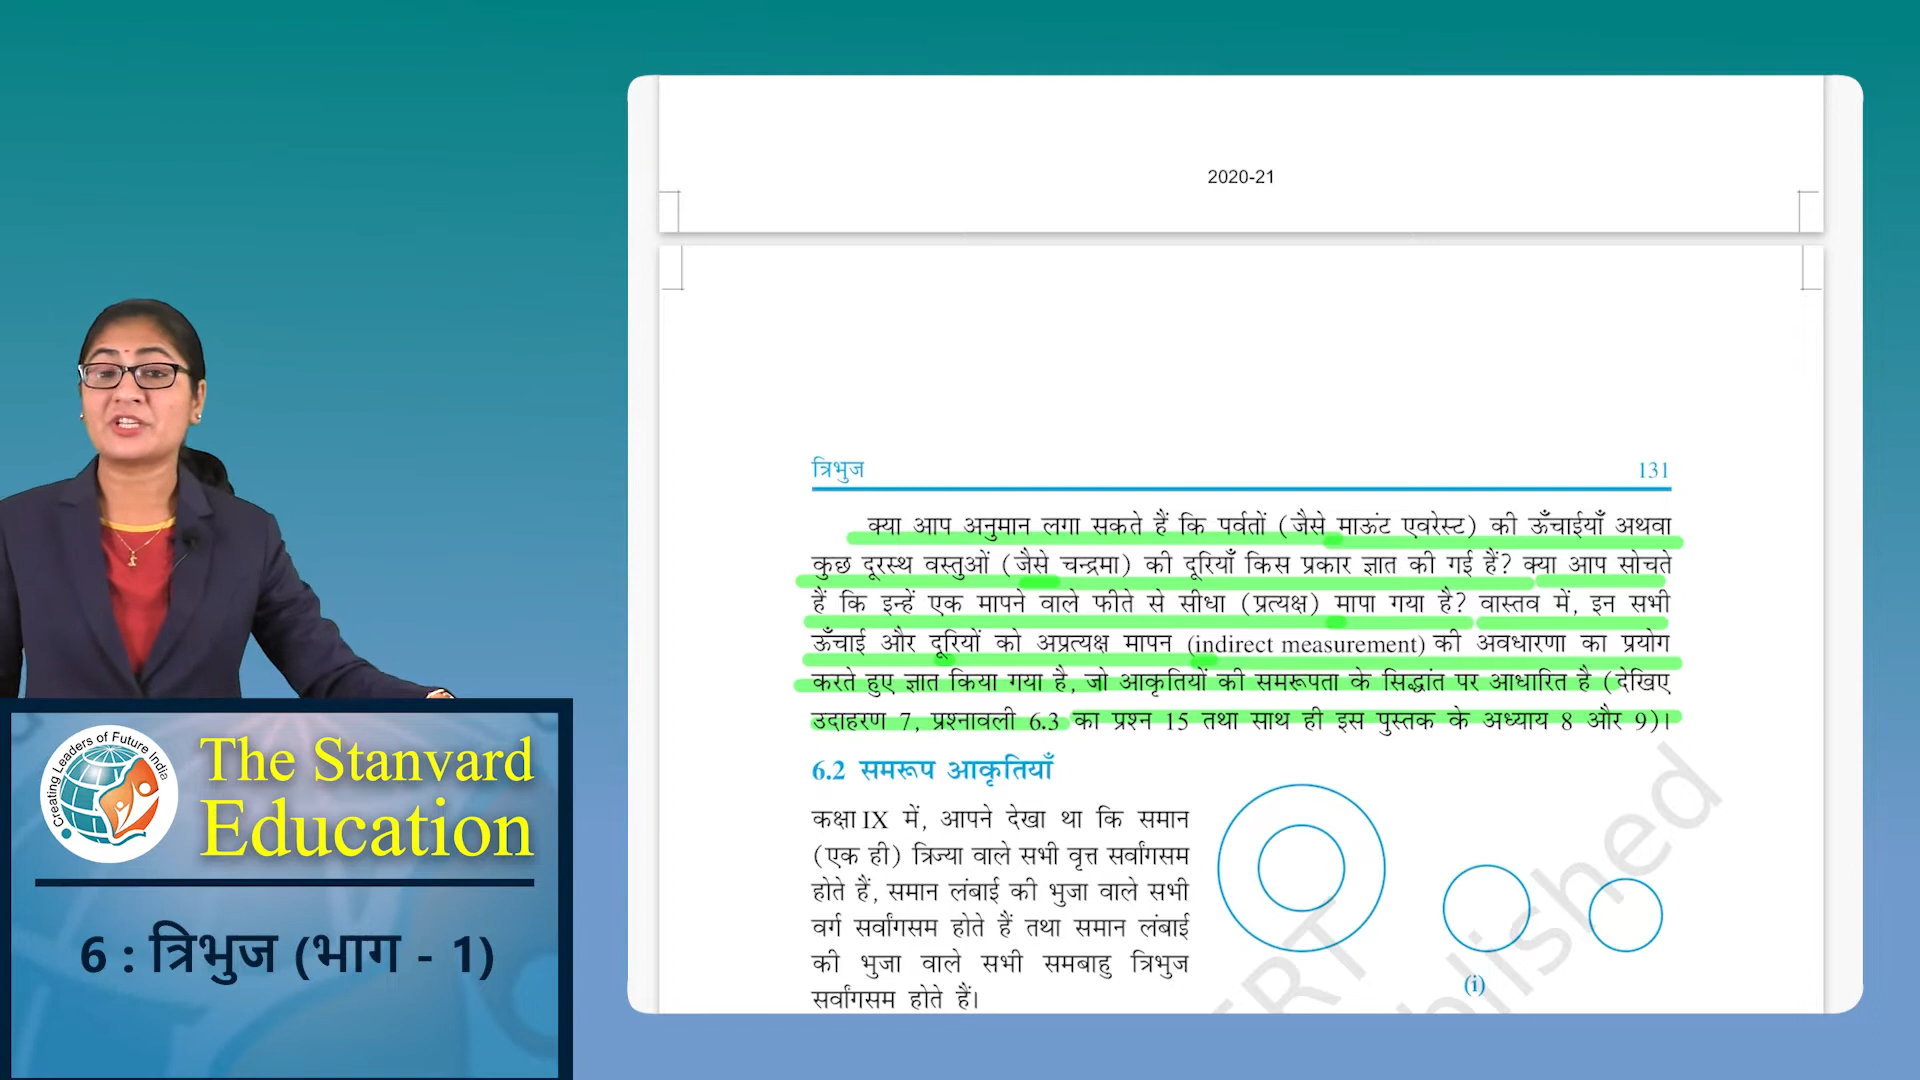 2020-21
त्रिभुज 131
क्या आप अनुमान लगा सकते हैं कि पर्वतों (जैसे माऊंट एवरेस्ट) की ऊँचाईयाँ अथवा
कुछ दूरस्थ वस्तुओं (जैसे चन्द्रमा) की दूरियाँ किस प्रकार ज्ञात की गई हैं? क्या आप सोचते
हैं कि इन्हें एक मापने वाले फीते से सीधा (प्रत्यक्ष) मापा गया है? वास्तव में, इन सभी
ऊँचाई और दूरियों को अप्रत्यक्ष मापन (indirect measurement) की अवधारणा का प्रयोग
करते हुए ज्ञात किया गया है, जो आकृतियों की समरूपता के सिद्धांत पर आधारित है (देखिए
उदाहरण 7, प्रश्नावली 6.3 का प्रश्न 15 तथा साथ ही इस पुस्तक के अध्याय 8 और 9)।
6.2 समरूप आकृतियाँ
कक्षा IX में, आपने देखा था कि समान
(एक ही) त्रिज्या वाले सभी वृत्त सर्वांगसम
होते हैं, समान लंबाई की भुजा वाले सभी
वर्ग सर्वांगसम होते हैं तथा समान लंबाई
की भुजा वाले सभी समबाहु त्रिभुज
सर्वांगसम होते हैं।
(i)
Creating Leaders of Future India
The Stanvard
Education
6 : त्रिभुज (भाग - 1)